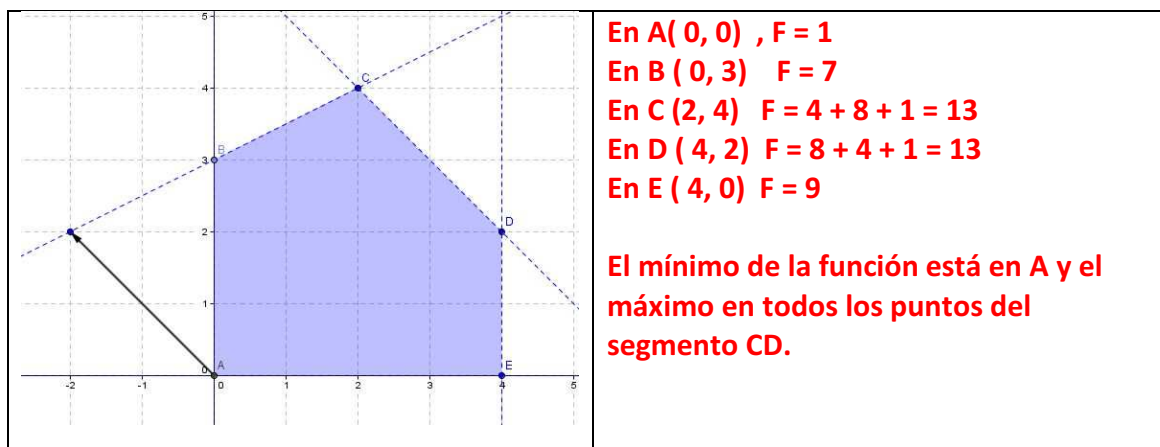 5
C
4
B
3
D
2
1
A
E
0
-2 -1 0 1 2 3 4 5
En A( 0, 0) , F = 1
En B ( 0, 3) F = 7
En C (2, 4) F = 4 + 8 + 1 = 13
En D ( 4, 2) F = 8 + 4 + 1 = 13
En E ( 4, 0) F = 9
El mínimo de la función está en A y el
máximo en todos los puntos del
segmento CD.